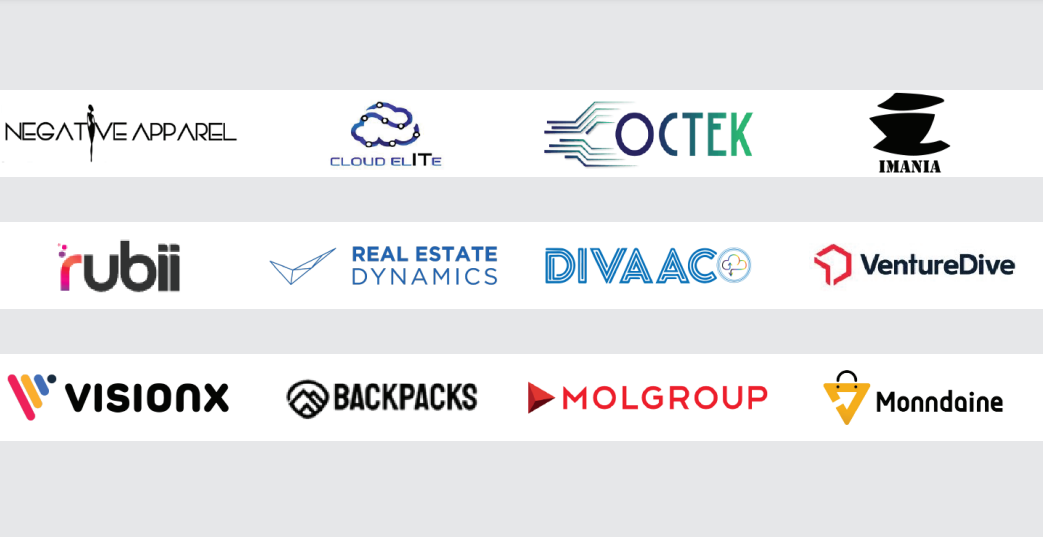 NEGATIVE APPAREL
CLOUD ELITE
OCTEK
IMANIA
rubii
REAL ESTATE
DYNAMICS
DIVAACO
VentureDive
VISIONX
BACKPACKS
MOLGROUP
Monndaine